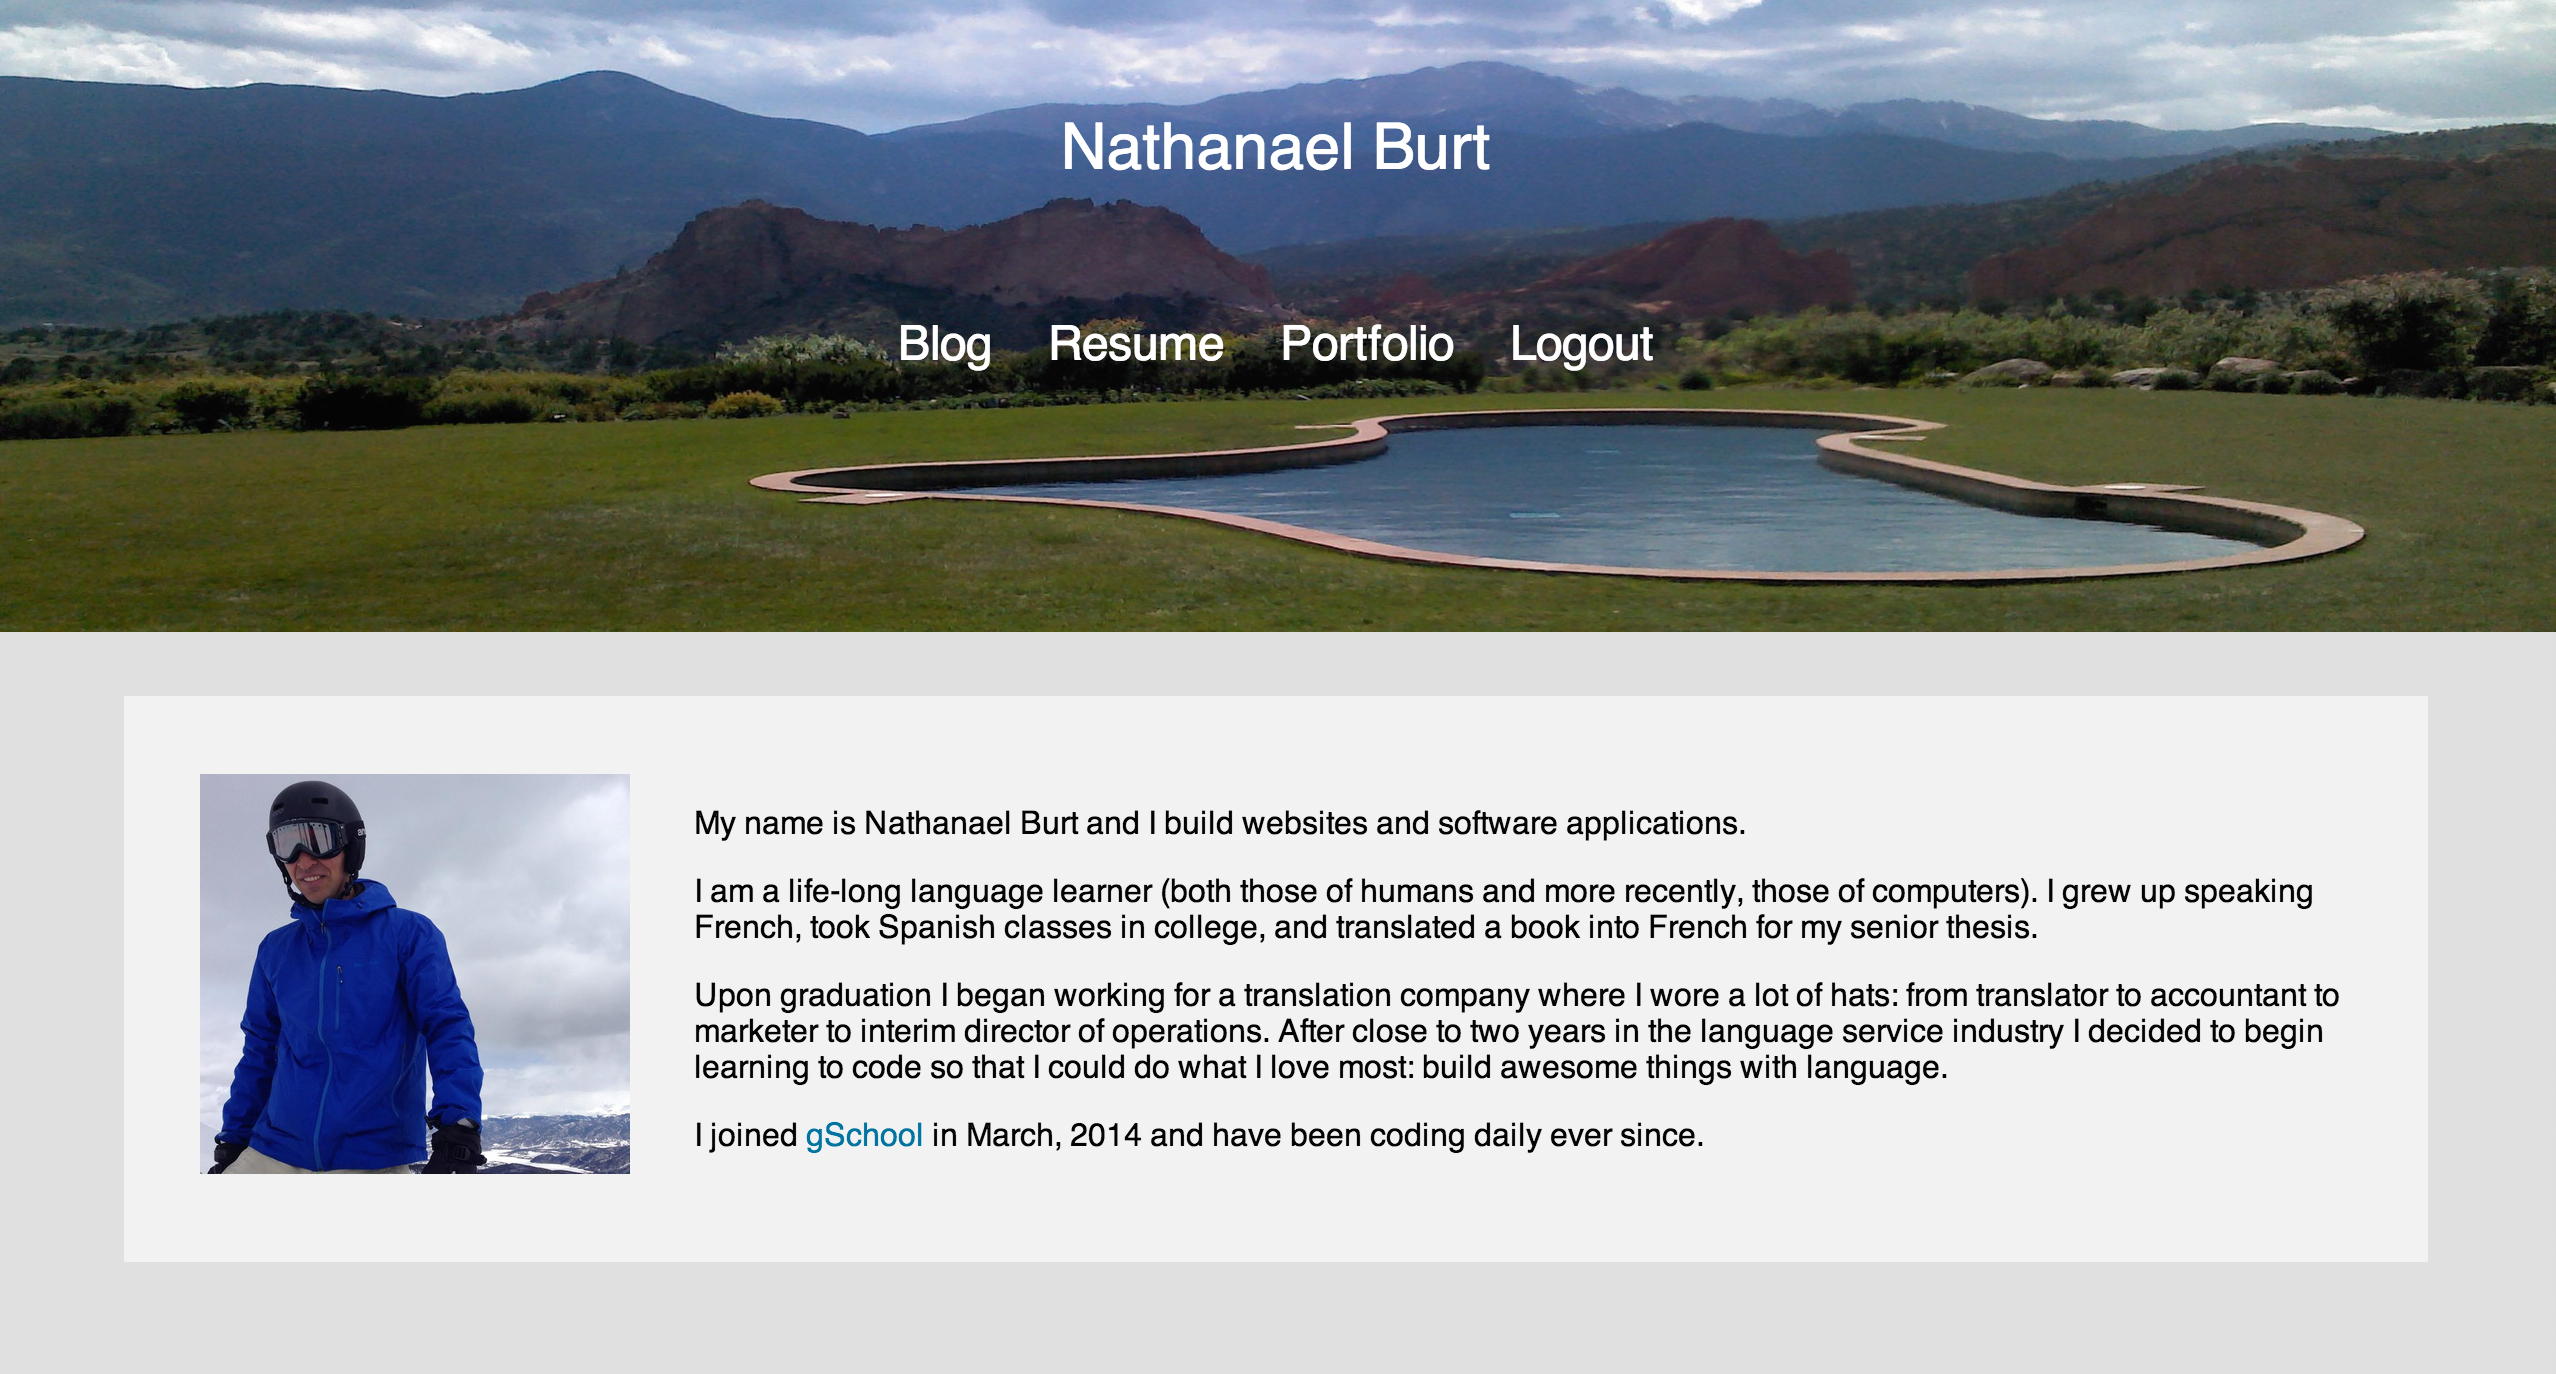 Nathanael Burt
Blog Resume Portfolio Logout
My name is Nathanael Burt and I build websites and software applications.
I am a life-long language learner (both those of humans and more recently, those of computers). I grew up speaking
French, took Spanish classes in college, and translated a book into French for my senior thesis.
Upon graduation I began working for a translation company where I wore a lot of hats: from translator to accountant to
marketer to interim director of operations. After close to two years in the language service industry I decided to begin
learning to code so that I could do what I love most: build awesome things with language.
I joined gSchool in March, 2014 and have been coding daily ever since.